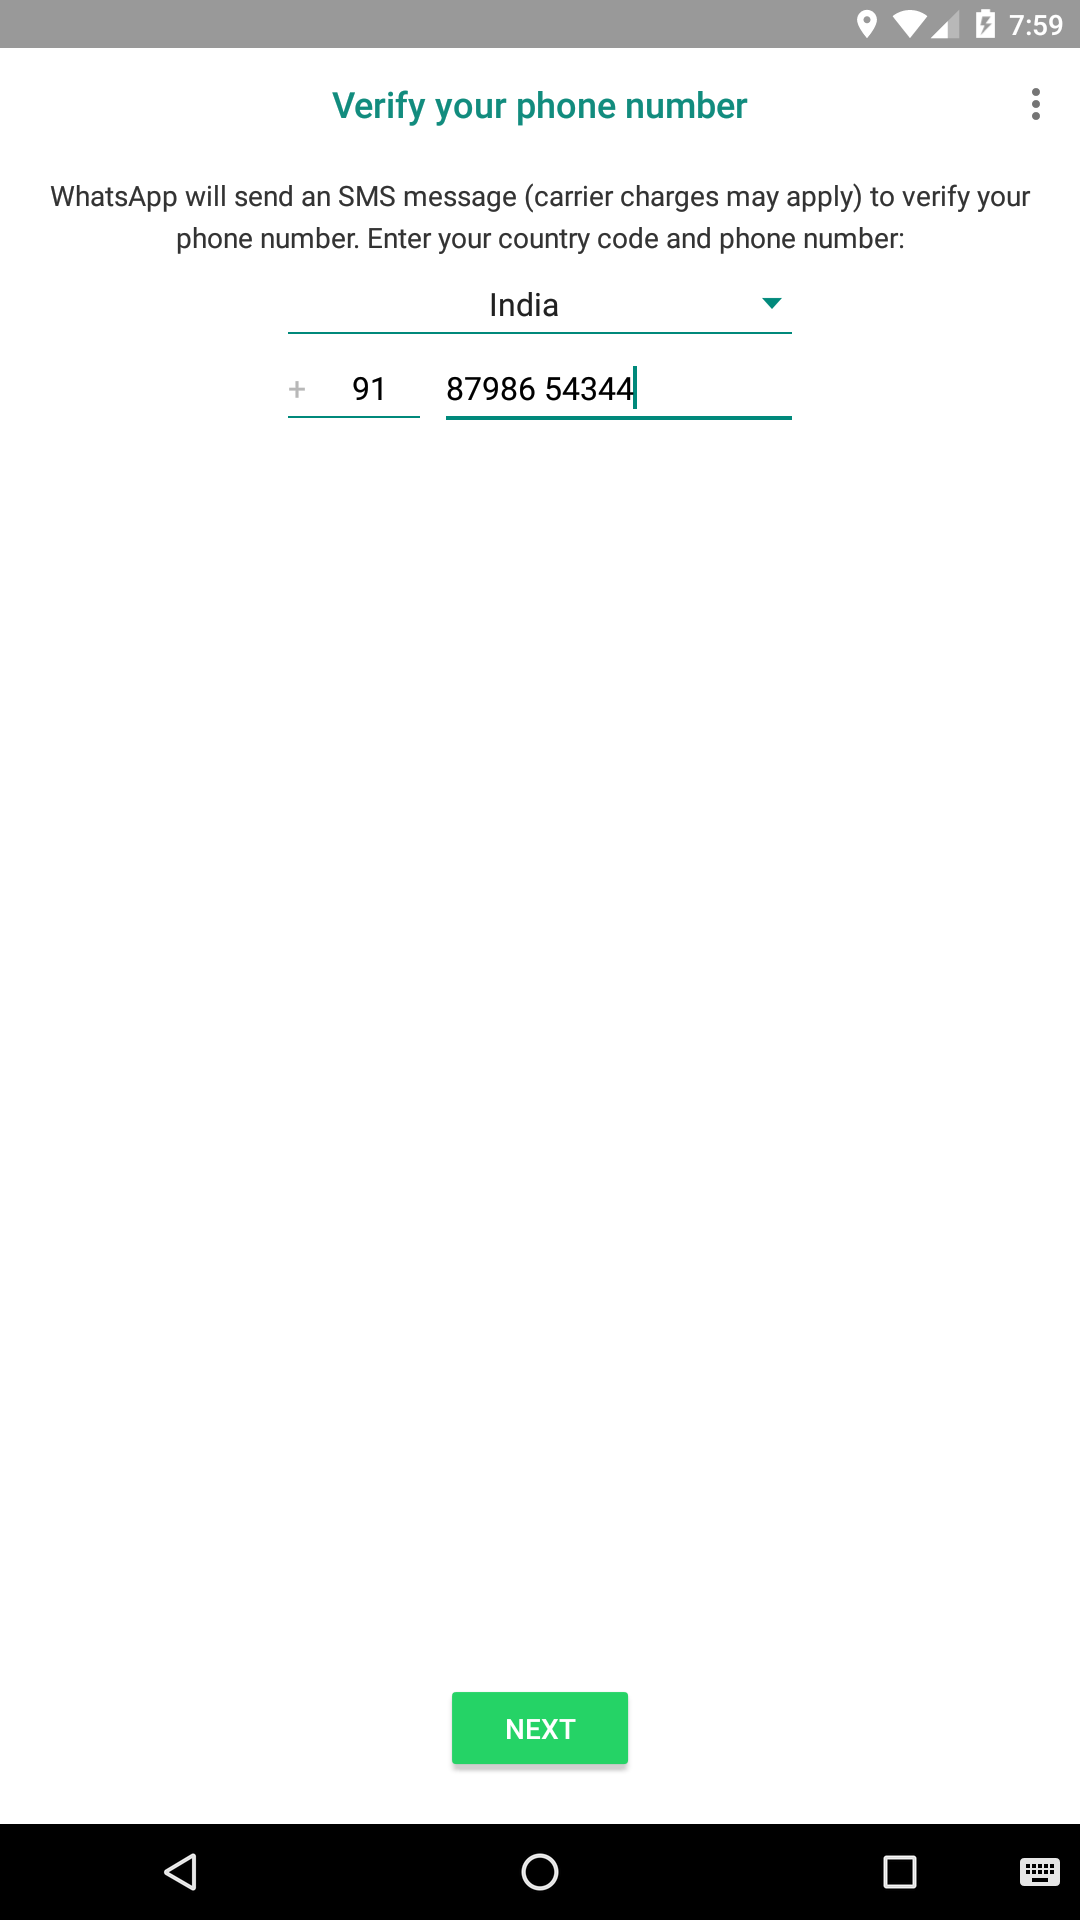 7:59
Verify your phone number
WhatsApp will send an SMS message (carrier charges may apply) to verify your
phone number. Enter your country code and phone number:
India
+ 91 87986 54344
NEXT